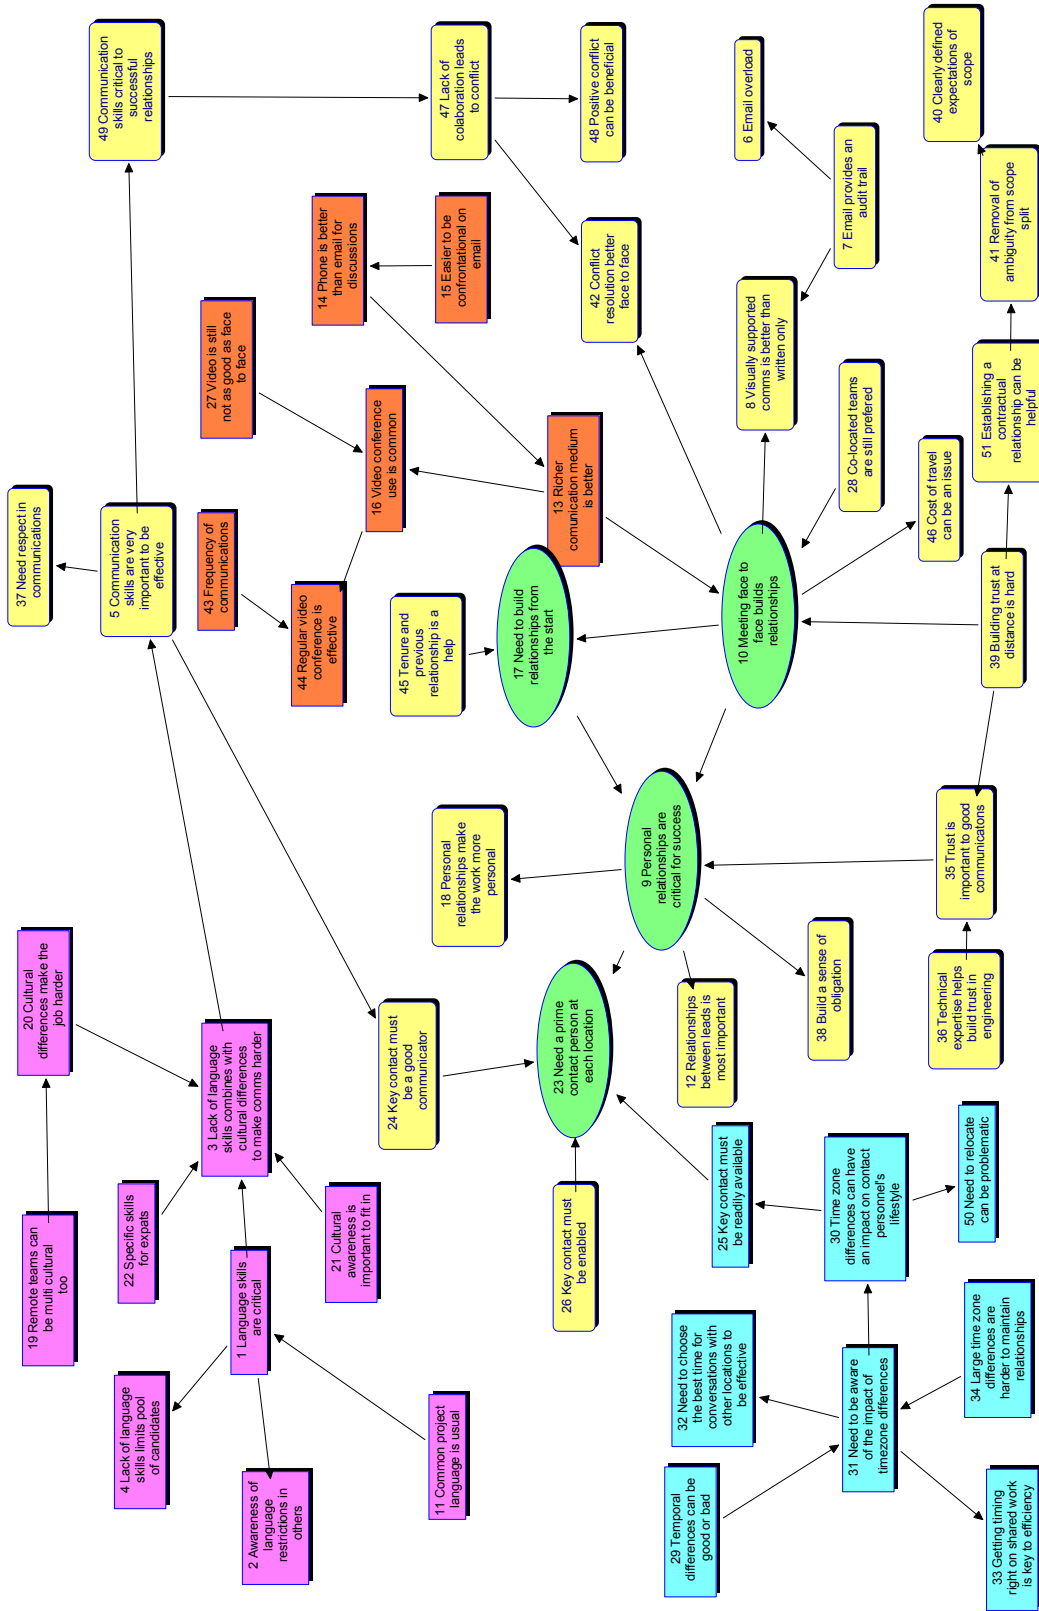 19 Remote teams can
be multi cultural
too
20 Cultural
differences make the
job harder
37 Need respect in
communications
4 Lack of language
skills limits pool
of candidates
22 Specific skills
for expats
5 Communication
skills are very
important to be
effective
49 Communication
skills critical to
successful
relationships
2 Awareness of
language
restrictions in
others
1 Language skills
are critical
3 Lack of language
skills combines with
cultural differences
to make comms harder
43 Frequency of
communications
27 Video is still
not as good as face
to face
21 Cultural
awareness is
important to fit in
44 Regular video
conference is
effective
14 Phone is better
than email for
discussions
11 Common project
language is usual
24 Key contact must
be a good
communicator
45 Tenure and
previous
relationship is a
help
16 Video conference
use is common
15 Easier to be
confrontational on
email
47 Lack of
colaboration leads
to conflict
18 Personal
relationships make
the work more
personal
17 Need to build
relationships from
the start
13 Richer
comunication medium
is better
26 Key contact must
be enabled
23 Need a prime
contact person at
each location
42 Conflict
resolution better
face to face
48 Positive conflict
can be beneficial
29 Temporal
differences can be
good or bad
32 Need to choose
the best time for
conversations with
other locations to
be effective
25 Key contact must
be readily available
12 Relationships
between leads is
most important
9 Personal
relationships are
critical for success
10 Meeting face to
face builds
relationships
8 Visually supported
comms is better than
written only
6 Email overload
31 Need to be aware
of the impact of
timezone differences
30 Time zone
differences can have
an impact on contact
personnel's
lifestyle
38 Build a sense of
obligation
28 Co-located teams
are still prefered
7 Email provides an
audit trail
33 Getting timing
right on shared work
is key to efficiency
34 Large time zone
differences are
harder to maintain
relationships
50 Need to relocate
can be problematic
36 Technical
expertise helps
build trust in
engineering
35 Trust is
important to good
communicatons
39 Building trust at
distance is hard
46 Cost of travel
can be an issue
51 Establishing a
contractual
relationship can be
helpful
41 Removal of
ambiguity from scope
split
40 Clearly defined
expectations of
scope